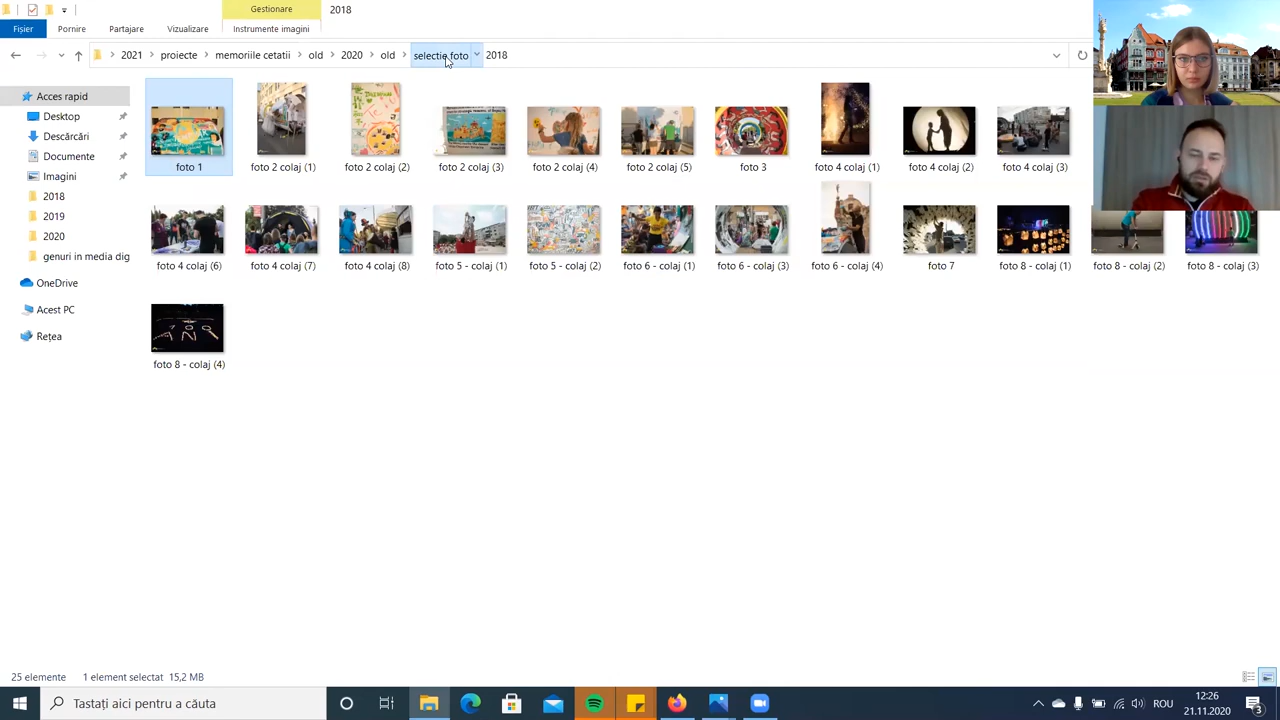 Gestionare 2018
Fișier Pornire Partajare Vizualizare Instrumente imagini
2021 proiecte memoriile cetatii old 2020 old selectie foto 2018
Acces rapid
Desktop
Descărcări
Documente
Imagini
2018
2019
2020
genuri in media dig
OneDrive
Acest PC
Rețea
foto 1 foto 2 colaj (1) foto 2 colaj (2) foto 2 colaj (3) foto 2 colaj (4) foto 2 colaj (5) foto 3 foto 4 colaj (1) foto 4 colaj (2) foto 4 colaj (3)
foto 4 colaj (6) foto 4 colaj (7) foto 4 colaj (8) foto 5 - colaj (1) foto 5 - colaj (2) foto 6 - colaj (1) foto 6 - colaj (3) foto 6 - colaj (4) foto 7 foto 8 - colaj (1) foto 8 - colaj (2) foto 8 - colaj (3)
foto 8 - colaj (4)
25 elemente 1 element selectat 15,2 MB
Tastați aici pentru a căuta
ROU
12:26
21.11.2020
3